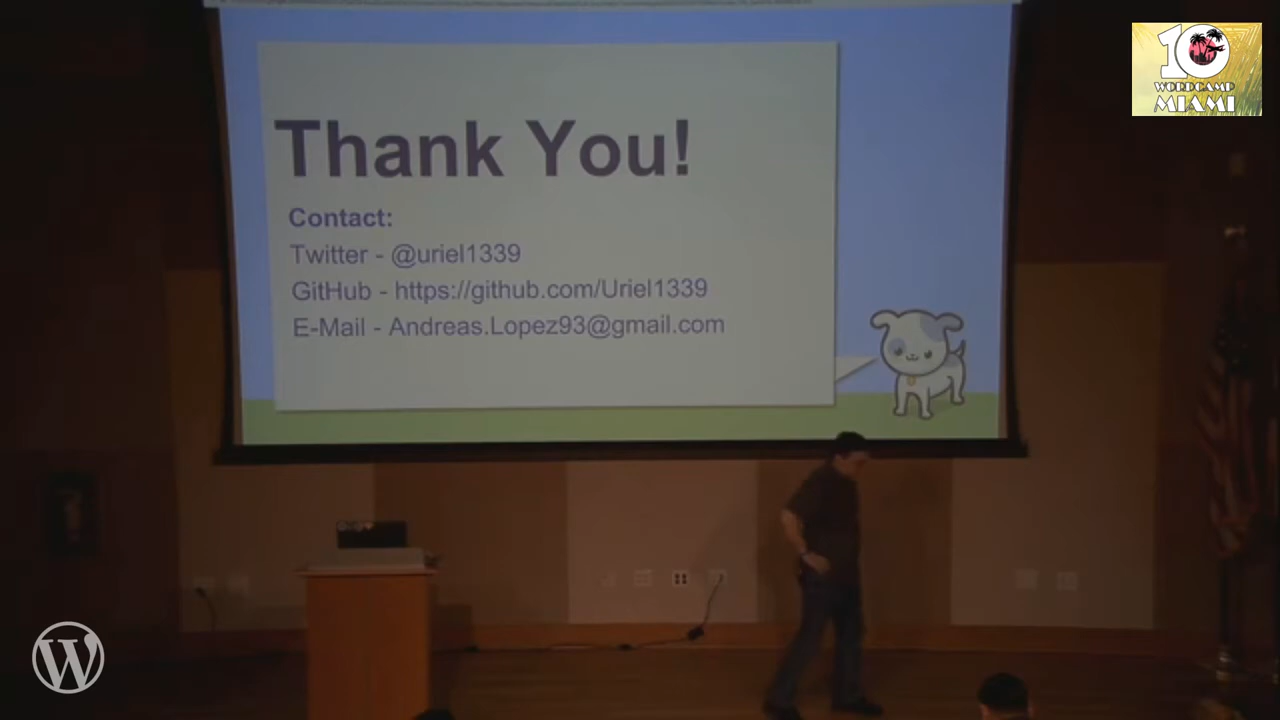 Thank You!
Contact:
Twitter - @uriel1339
GitHub - https://github.com/Uriel1339
E-Mail - Andreas.Lopez93@gmail.com
10
WORDCAMP
MIAMI
W